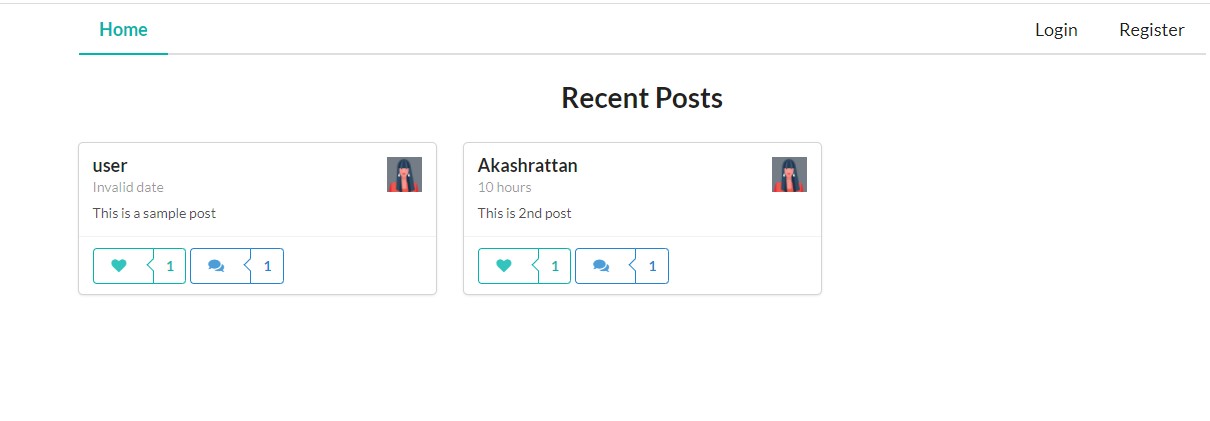 Home Login Register
Recent Posts
user
Invalid date
This is a sample post
1 1
Akashrattan
10 hours
This is 2nd post
1 1